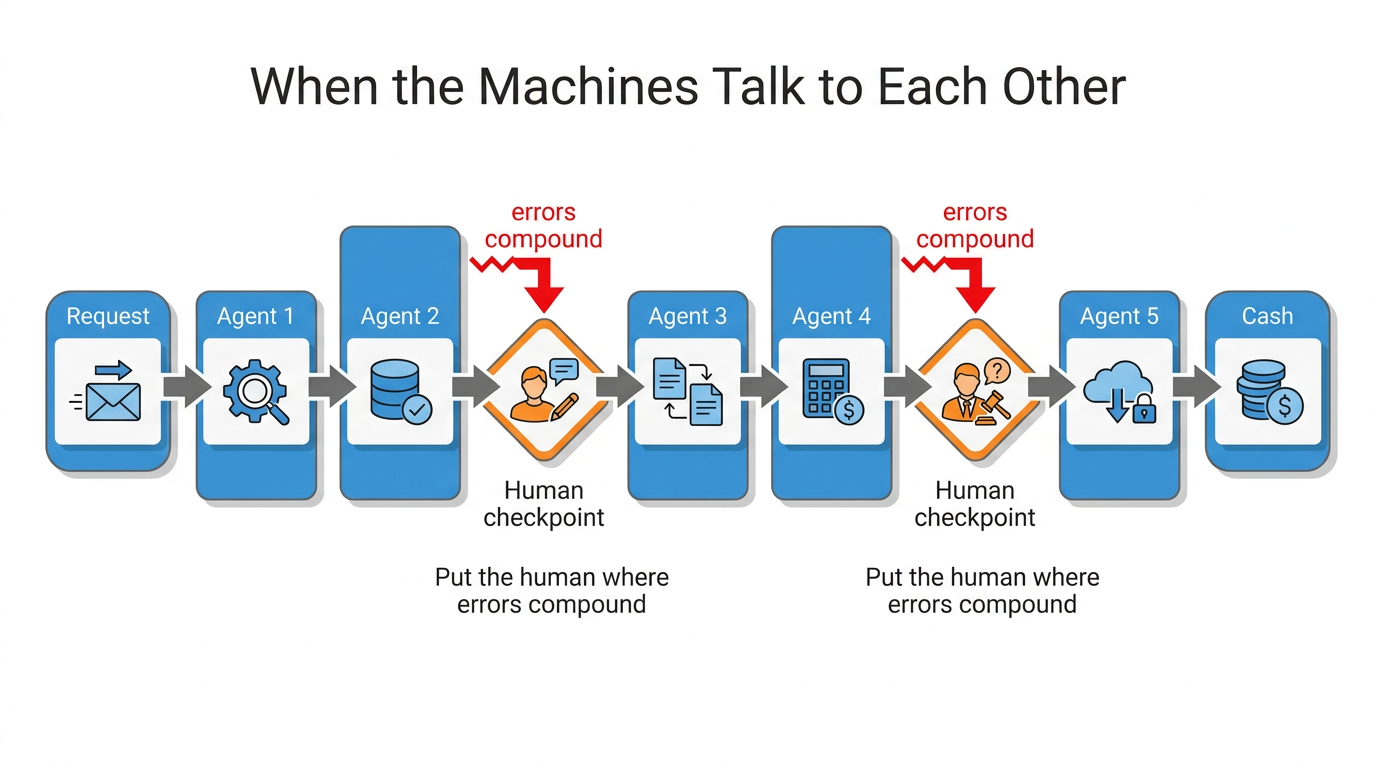 When the Machines Talk to Each Other
errors
compound
errors
compound
Request
Agent 1
Agent 2
Agent 3
Agent 4
Agent 5
Cash
$
?
$
Human
checkpoint
Human
checkpoint
Put the human where
errors compound
Put the human where
errors compound